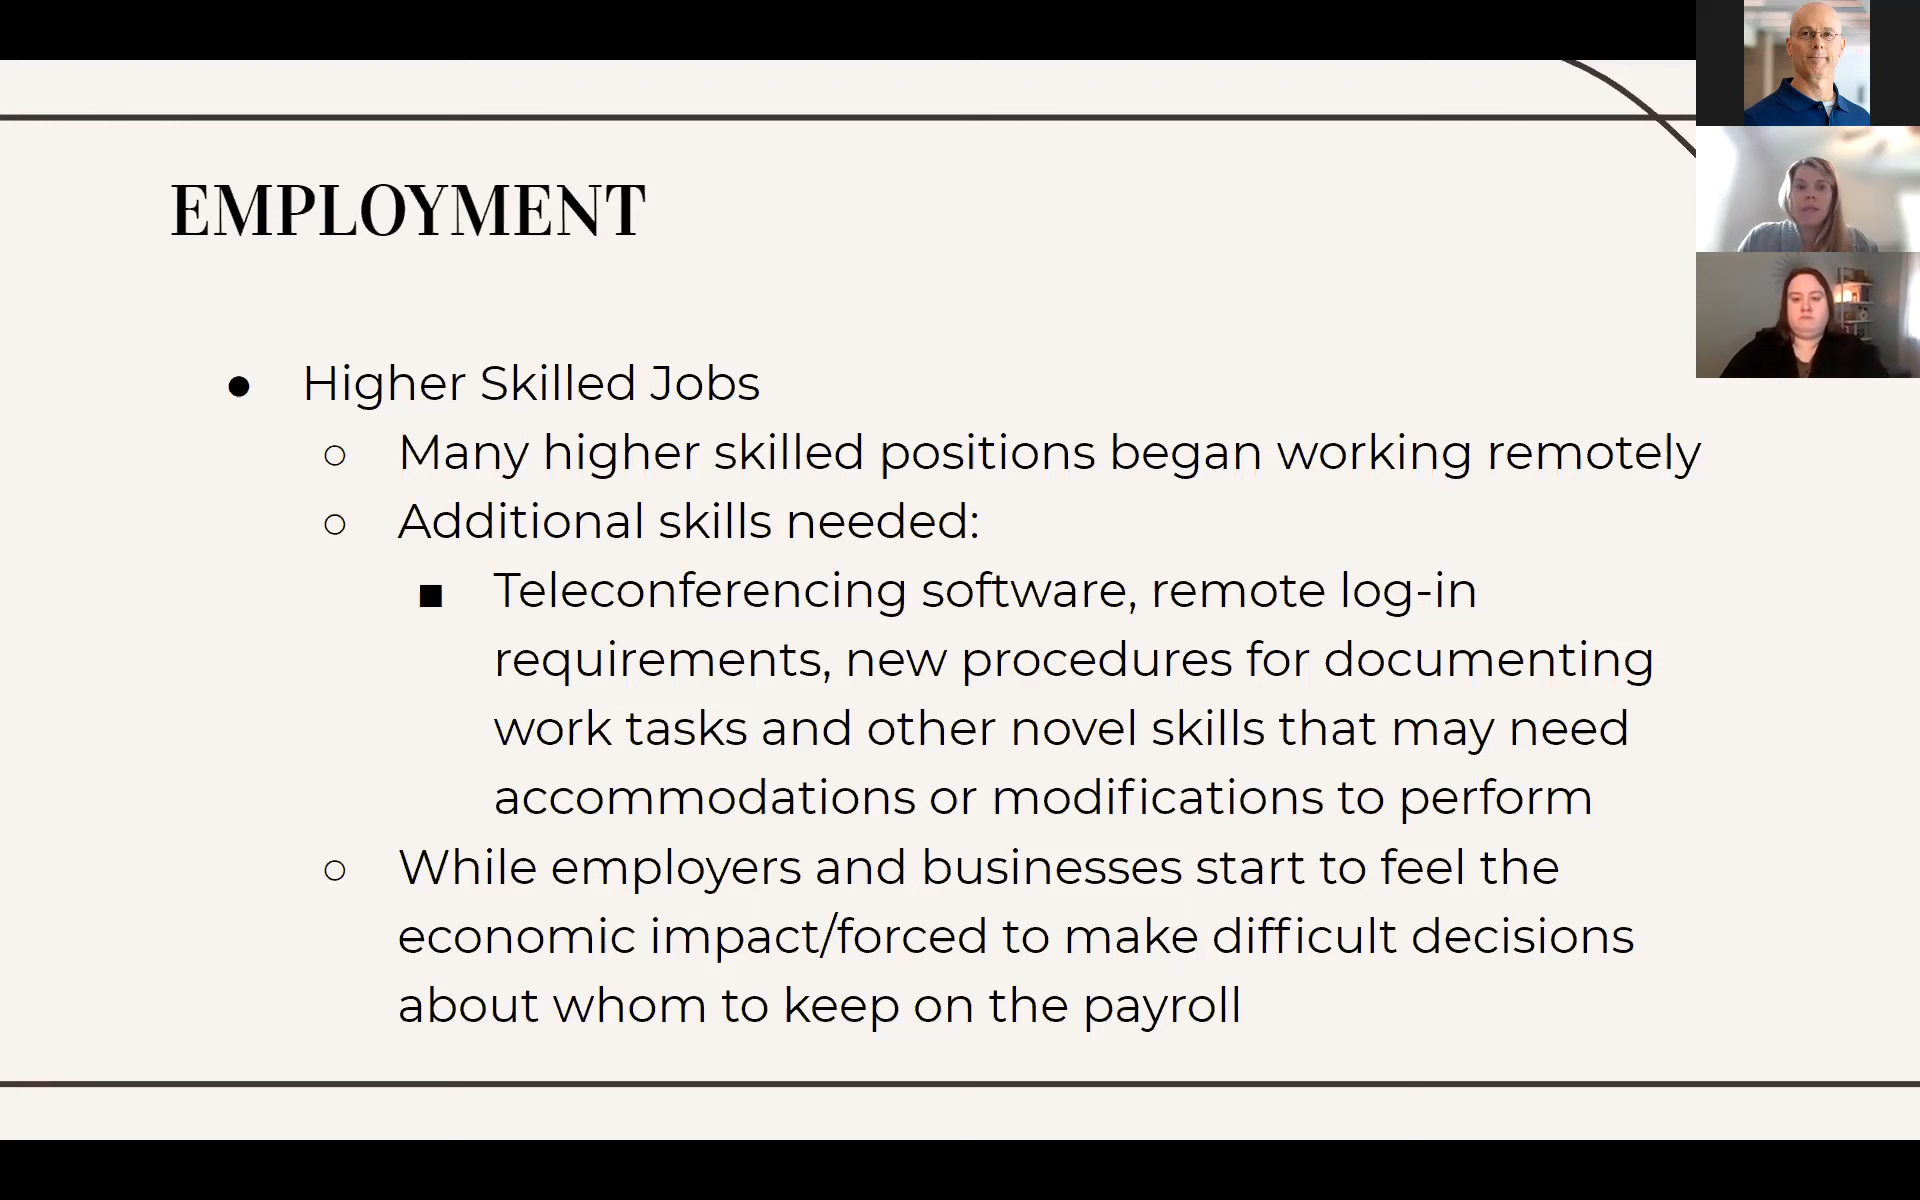 EMPLOYMENT
● Higher Skilled Jobs
○ Many higher skilled positions began working remotely
○ Additional skills needed:
■ Teleconferencing software, remote log-in
requirements, new procedures for documenting
work tasks and other novel skills that may need
accommodations or modifications to perform
○ While employers and businesses start to feel the
economic impact/forced to make difficult decisions
about whom to keep on the payroll